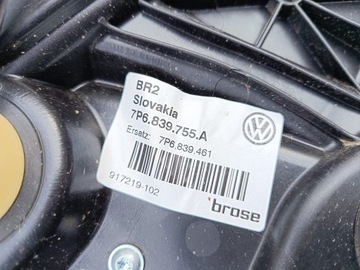 BR2
Slovakia
7P6.839.755.A
Ersatz: 7P6.839.461
917219-102
brose